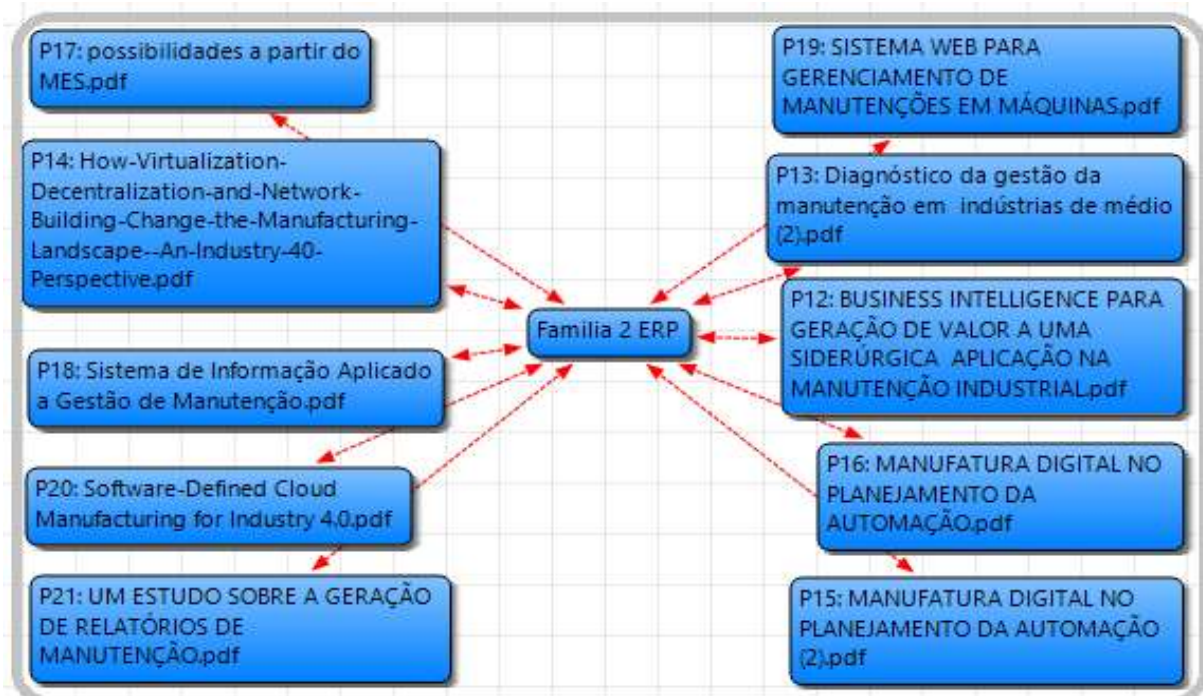 P17: possibilidades a partir do
MES.pdf
P14: How-Virtualization-
Decentralization-and-Network-
Building-Change-the-Manufacturing-
Landscape--An-Industry-40-
Perspective.pdf
P18: Sistema de Informação Aplicado
a Gestão de Manutenção.pdf
P20: Software-Defined Cloud
Manufacturing for Industry 4.0.pdf
P21: UM ESTUDO SOBRE A GERAÇÃO
DE RELATÓRIOS DE
MANUTENÇÃO.pdf
Familia 2 ERP
P19: SISTEMA WEB PARA
GERENCIAMENTO DE
MANUTENÇÕES EM MÁQUINAS.pdf
P13: Diagnóstico da gestão da
manutenção em  indústrias de médio
(2).pdf
P12: BUSINESS INTELLIGENCE PARA
GERAÇÃO DE VALOR A UMA
SIDERÚRGICA  APLICAÇÃO NA
MANUTENÇÃO INDUSTRIAL.pdf
P16: MANUFATURA DIGITAL NO
PLANEJAMENTO DA
AUTOMAÇÃO.pdf
P15: MANUFATURA DIGITAL NO
PLANEJAMENTO DA AUTOMAÇÃO
(2).pdf